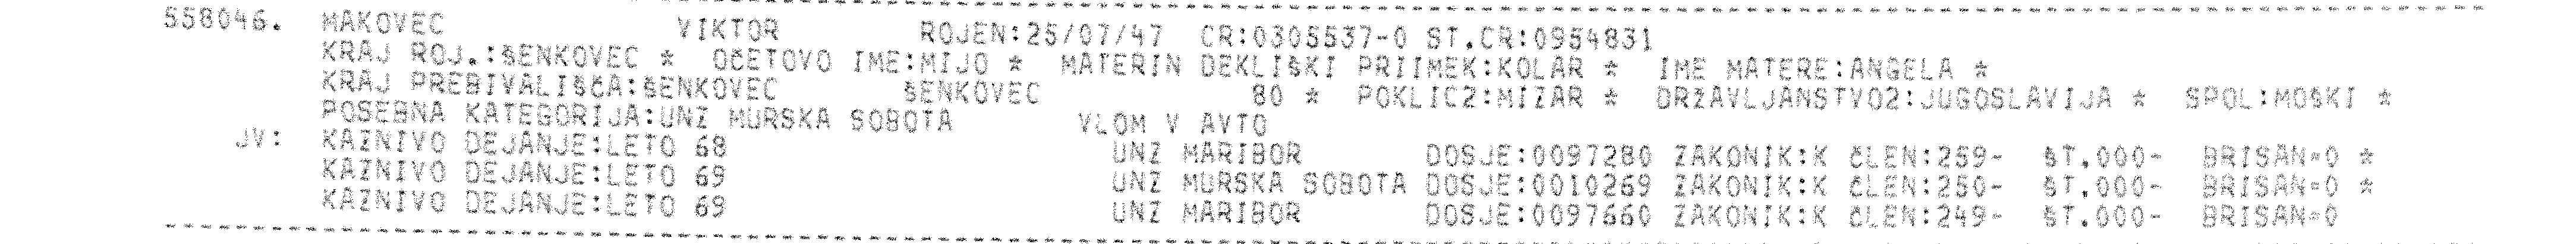 558046. MAKOVEC VIKTOR ROJEN:25/07/47 CR:0305537-0 ST.CR:0954831
KRAJ ROJ.:ŠENKOVEC * OČETOVO IME:MIJO * MATERIN DEKLIŠKI PRIIMEK:KOLAR * IME MATERE:ANGELA *
KRAJ PREBIVALIŠČA:ŠENKOVEC ŠENKOVEC 80 * POKLIC2:MIZAR * DRŽAVLJANSTVO2:JUGOSLAVIJA * SPOL:MOŠKI *
POSEBNA KATEGORIJA:UNZ MURSKA SOBOTA VLOM V AVTO
JV: KAZNIVO DEJANJE:LETO 68 UNZ MARIBOR DOSJE:0097280 ZAKONIK:K ČLEN:259- ŠT.000- BRISAN=0 *
KAZNIVO DEJANJE:LETO 69 UNZ MURSKA SOBOTA DOSJE:0010269 ZAKONIK:K ČLEN:250- ŠT.000- BRISAN=0 *
KAZNIVO DEJANJE:LETO 69 UNZ MARIBOR DOSJE:0097660 ZAKONIK:K ČLEN:249- ŠT.000- BRISAN=0